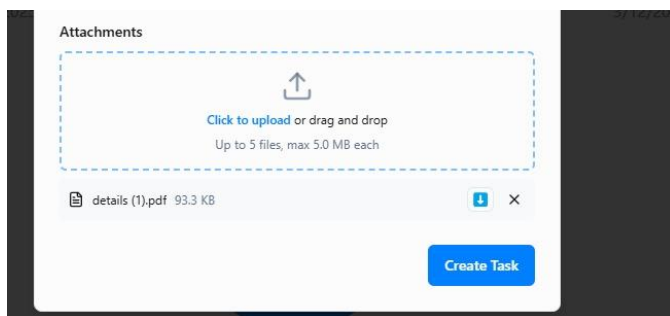 Attachments
Click to upload or drag and drop
Up to 5 files, max 5.0 MB each
details (1).pdf 93.3 KB
Create Task